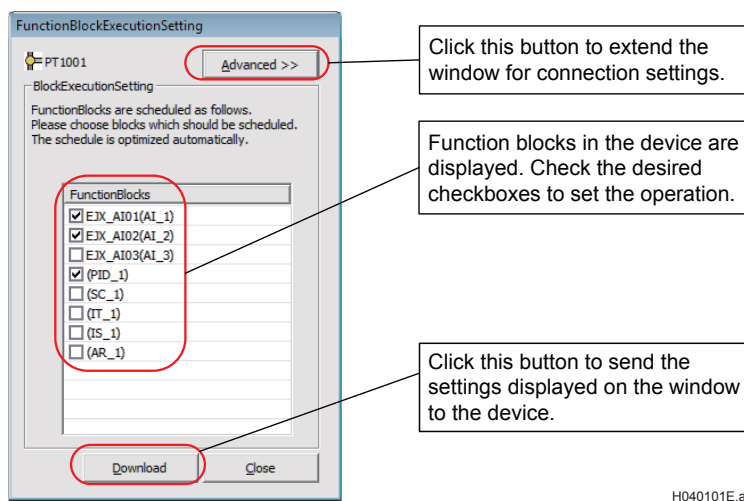 FunctionBlockExecutionSetting
PT1001
Advanced >>
BlockExecutionSetting
FunctionBlocks are scheduled as follows.
Please choose blocks which should be scheduled.
The schedule is optimized automatically.
FunctionBlocks
EJX_AI01(AI_1)
EJX_AI02(AI_2)
EJX_AI03(AI_3)
(PID_1)
(SC_1)
(IT_1)
(IS_1)
(AR_1)
Download
Close
Click this button to extend the
window for connection settings.
Function blocks in the device are
displayed. Check the desired
checkboxes to set the operation.
Click this button to send the
settings displayed on the window
to the device.
H040101E.a